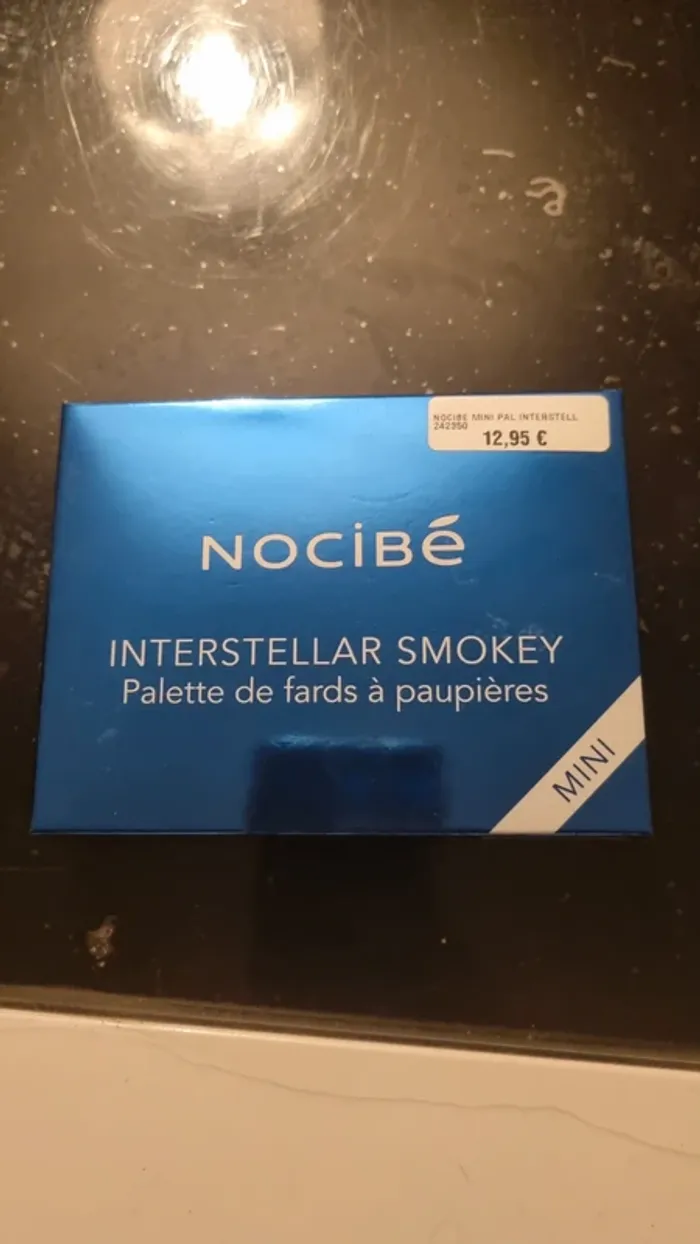 NOCIBE MINI PAL INTERSTELL
242350
12,95 €
NOCIBÉ
INTERSTELLAR SMOKEY
Palette de fards à paupières
MINI